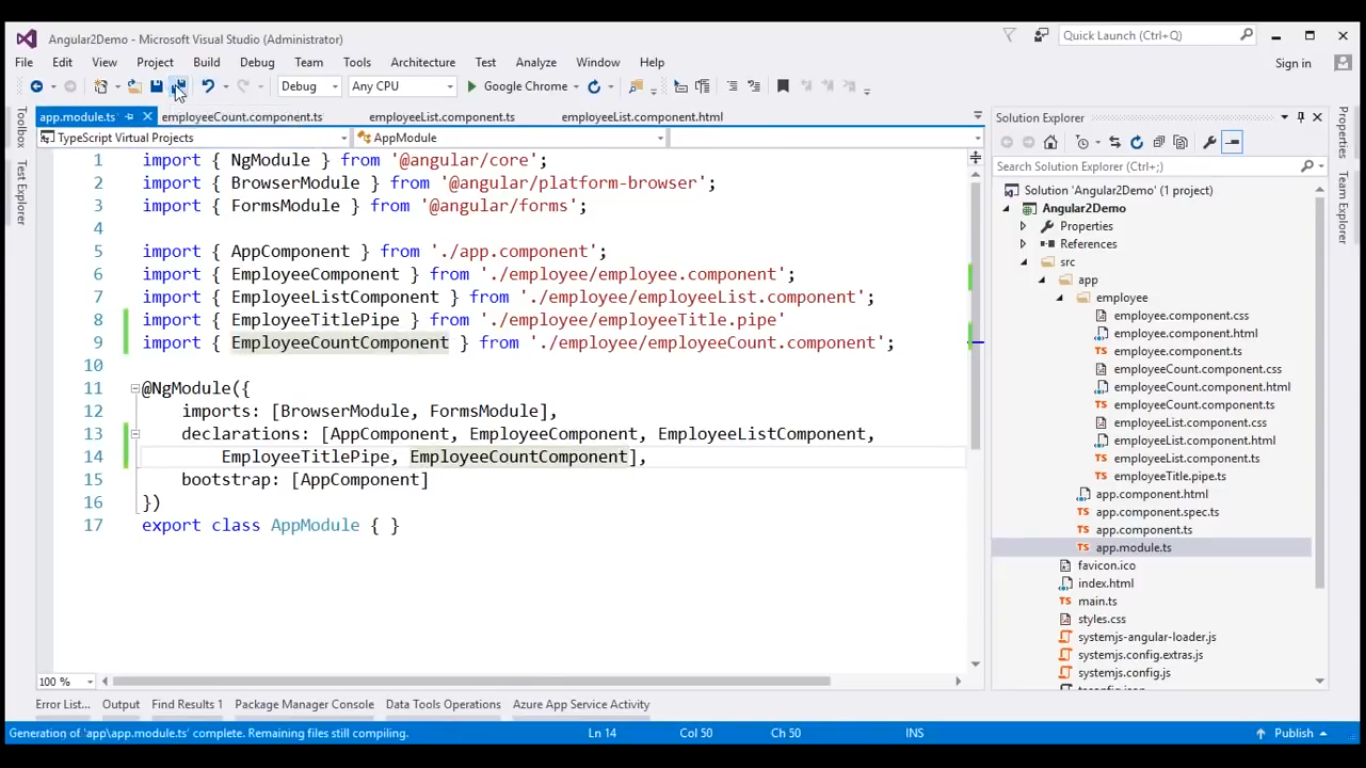 Angular2Demo - Microsoft Visual Studio (Administrator)
Quick Launch (Ctrl+Q)
File Edit View Project Build Debug Team Tools Architecture Test Analyze Window Help
Sign in
Debug Any CPU Google Chrome
Toolbox
Test Explorer
app.module.ts employeeCount.component.ts employeeList.component.ts employeeList.component.html
TypeScript Virtual Projects AppModule
1 import { NgModule } from '@angular/core';
2 import { BrowserModule } from '@angular/platform-browser';
3 import { FormsModule } from '@angular/forms';
4
5 import { AppComponent } from './app.component';
6 import { EmployeeComponent } from './employee/employee.component';
7 import { EmployeeListComponent } from './employee/employeeList.component';
8 import { EmployeeTitlePipe } from './employee/employeeTitle.pipe'
9 import { EmployeeCountComponent } from './employee/employeeCount.component';
10
11 @NgModule({
12 imports: [BrowserModule, FormsModule],
13 declarations: [AppComponent, EmployeeComponent, EmployeeListComponent,
14 EmployeeTitlePipe, EmployeeCountComponent],
15 bootstrap: [AppComponent]
16 })
17 export class AppModule { }
100 %
Solution Explorer
Search Solution Explorer (Ctrl+;)
Solution 'Angular2Demo' (1 project)
Angular2Demo
Properties
References
src
app
employee
employee.component.css
employee.component.html
TS employee.component.ts
employeeCount.component.css
employeeCount.component.html
TS employeeCount.component.ts
employeeList.component.css
employeeList.component.html
TS employeeList.component.ts
TS employeeTitle.pipe.ts
app.component.html
TS app.component.spec.ts
TS app.component.ts
TS app.module.ts
favicon.ico
index.html
TS main.ts
styles.css
systemjs-angular-loader.js
systemjs.config.extras.js
systemjs.config.js
Properties
Team Explorer
Error List... Output Find Results 1 Package Manager Console Data Tools Operations Azure App Service Activity
Generation of 'app\app.module.ts' complete. Remaining files still compiling. Ln 14 Col 50 Ch 50 INS Publish